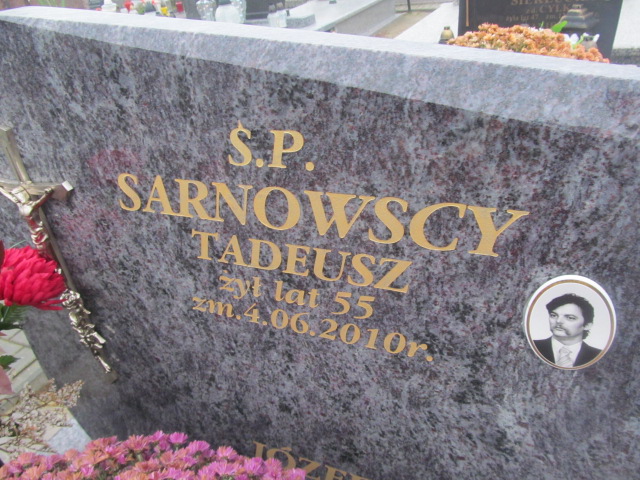 Ś.P.
SARNOWSCY
TADEUSZ
żył lat 55
zm.4.06.2010r.